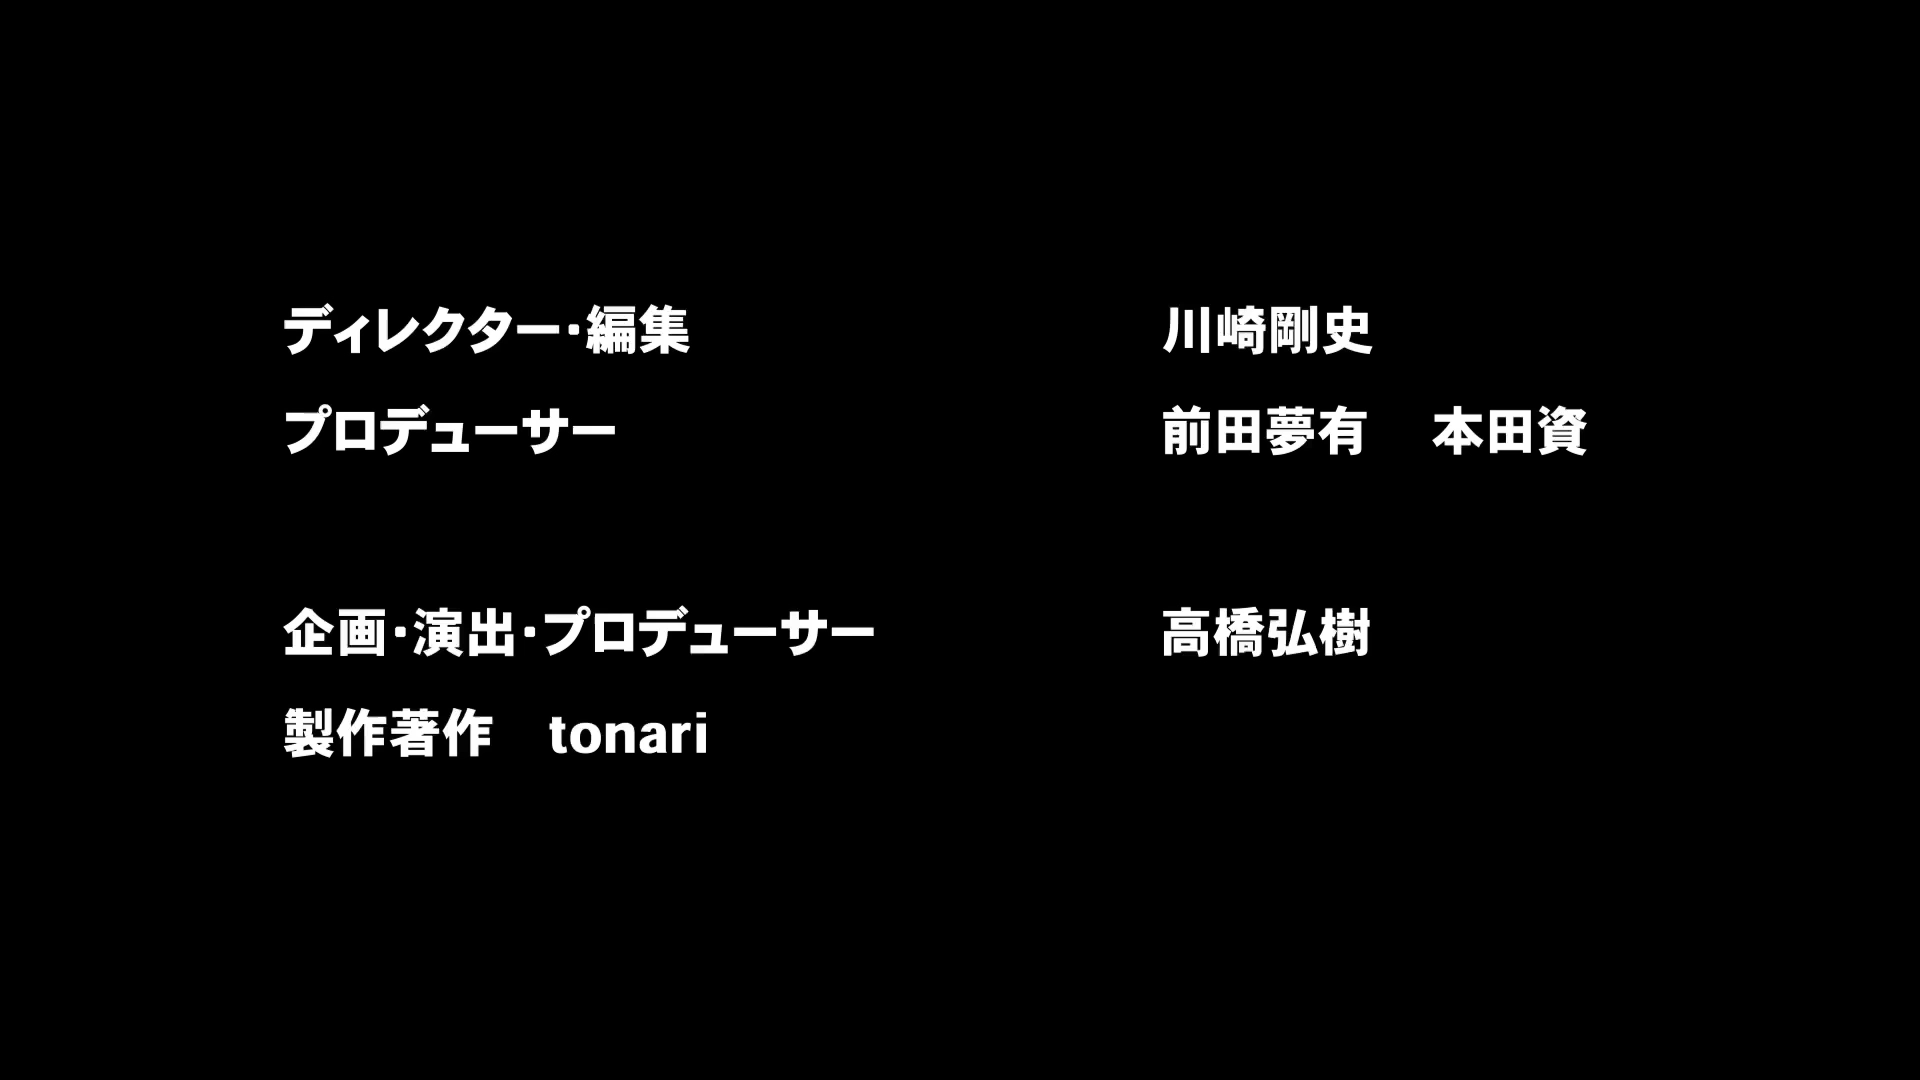 ディレクター・編集　川崎剛史
プロデューサー　前田夢有　本田資
企画・演出・プロデューサー　高橋弘樹
製作著作　tonari